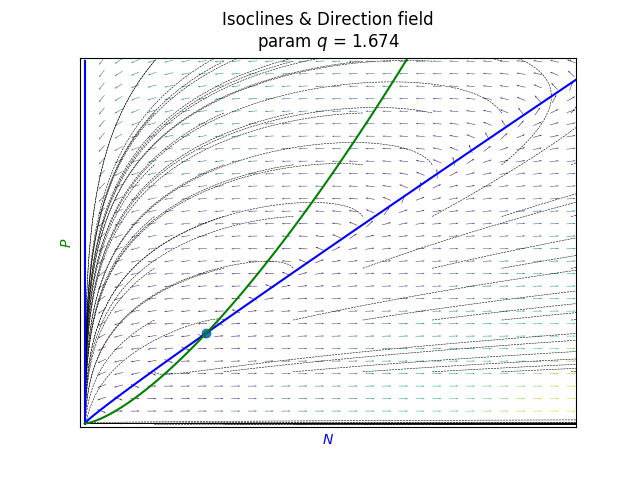 Isoclines & Direction field
param q = 1.674
P
N